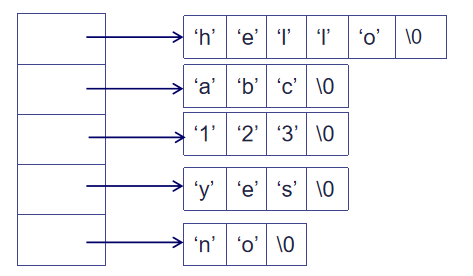 ‘h’ ‘e’ ‘l’ ‘l’ ‘o’ \0
‘a’ ‘b’ ‘c’ \0
‘1’ ‘2’ ‘3’ \0
‘y’ ‘e’ ‘s’ \0
‘n’ ‘o’ \0